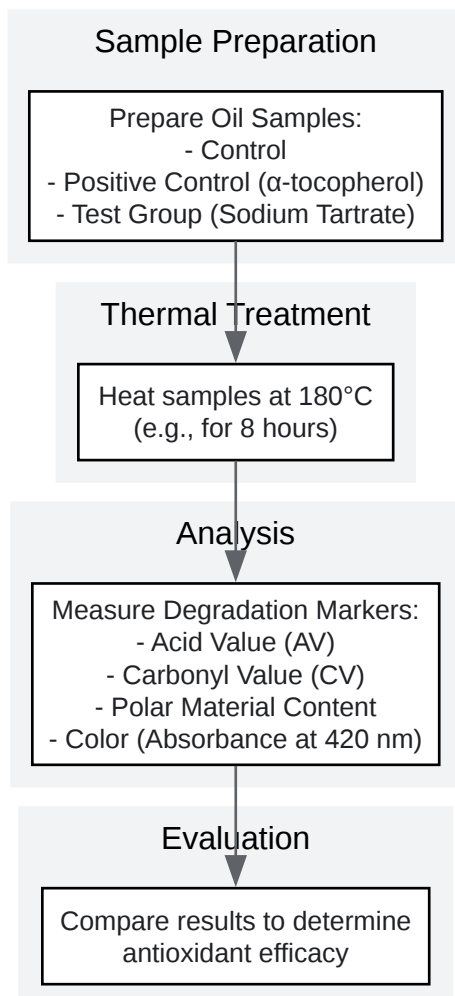 Sample Preparation
Prepare Oil Samples:
- Control
- Positive Control (α-tocopherol)
- Test Group (Sodium Tartrate)
Thermal Treatment
Heat samples at 180°C
(e.g., for 8 hours)
Analysis
Measure Degradation Markers:
- Acid Value (AV)
- Carbonyl Value (CV)
- Polar Material Content
- Color (Absorbance at 420 nm)
Evaluation
Compare results to determine
antioxidant efficacy